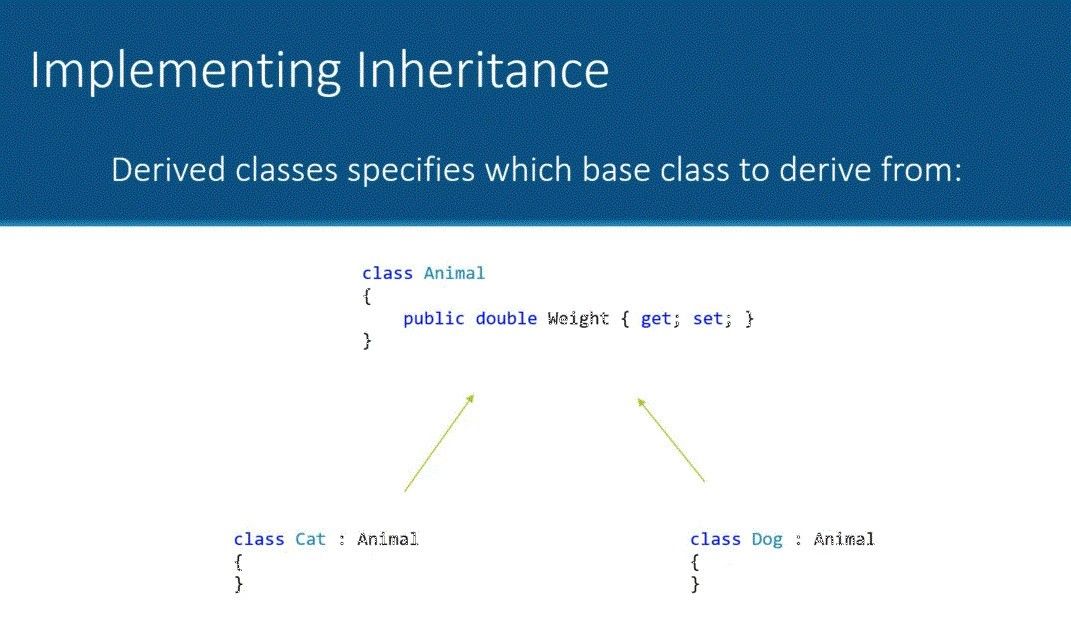 Implementing Inheritance
Derived classes specifies which base class to derive from:
class Animal
{
    public double Weight { get; set; }
}
class Cat : Animal
{
}
class Dog : Animal
{
}